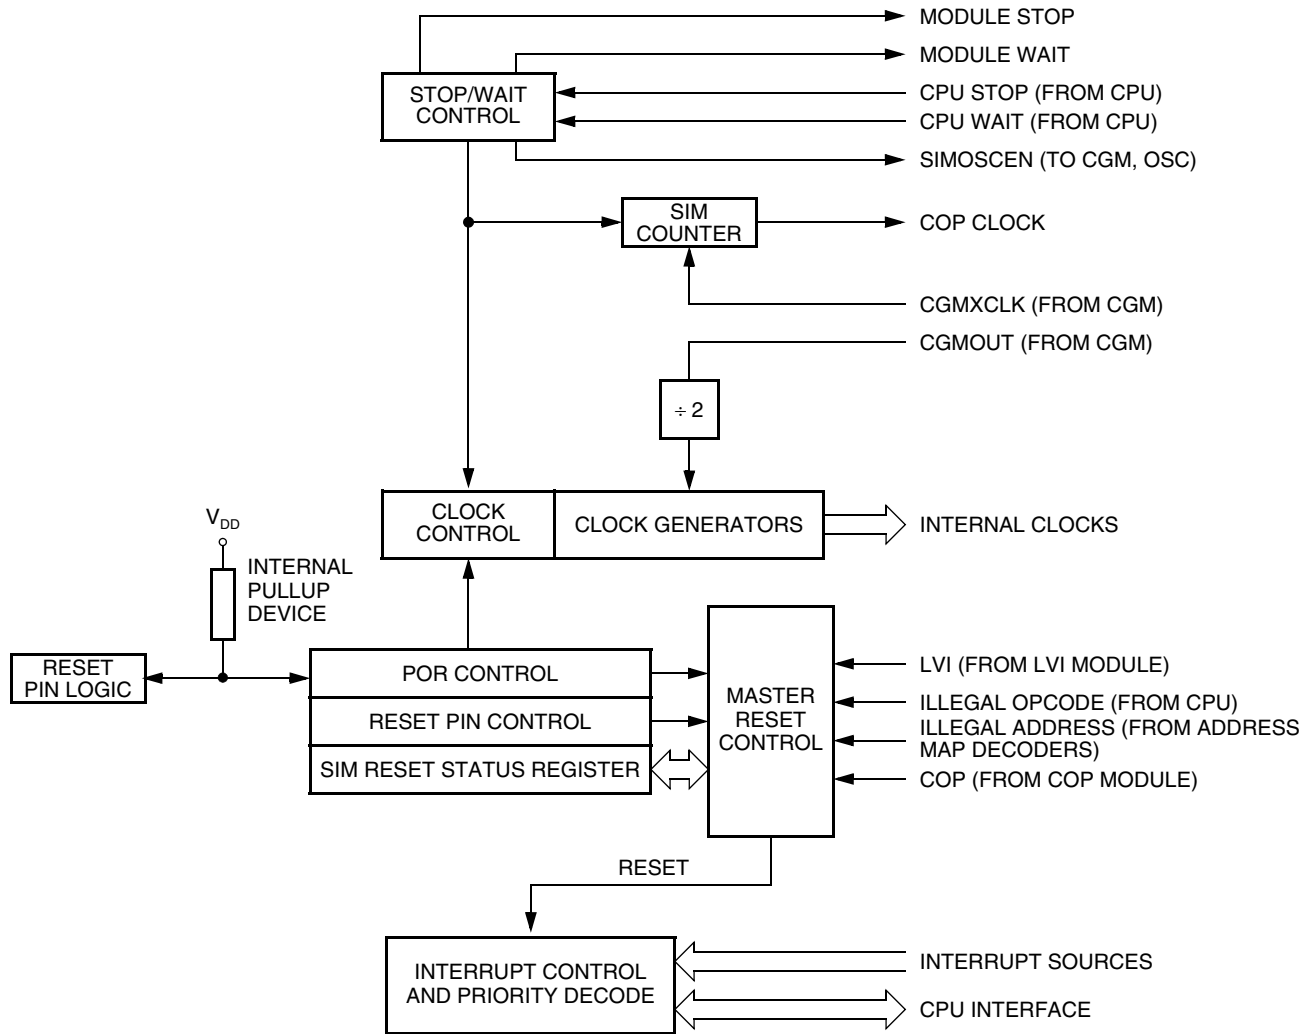 MODULE STOP
MODULE WAIT
STOP/WAIT
CONTROL
CPU STOP (FROM CPU)
CPU WAIT (FROM CPU)
SIMOSCEN (TO CGM, OSC)
SIM
COUNTER
COP CLOCK
CGMXCLK (FROM CGM)
CGMOUT (FROM CGM)
÷ 2
CLOCK
CONTROL
CLOCK GENERATORS
INTERNAL CLOCKS
VDD
INTERNAL
PULLUP
DEVICE
RESET
PIN LOGIC
POR CONTROL
RESET PIN CONTROL
SIM RESET STATUS REGISTER
MASTER
RESET
CONTROL
LVI (FROM LVI MODULE)
ILLEGAL OPCODE (FROM CPU)
ILLEGAL ADDRESS (FROM ADDRESS
MAP DECODERS)
COP (FROM COP MODULE)
RESET
INTERRUPT CONTROL
AND PRIORITY DECODE
INTERRUPT SOURCES
CPU INTERFACE